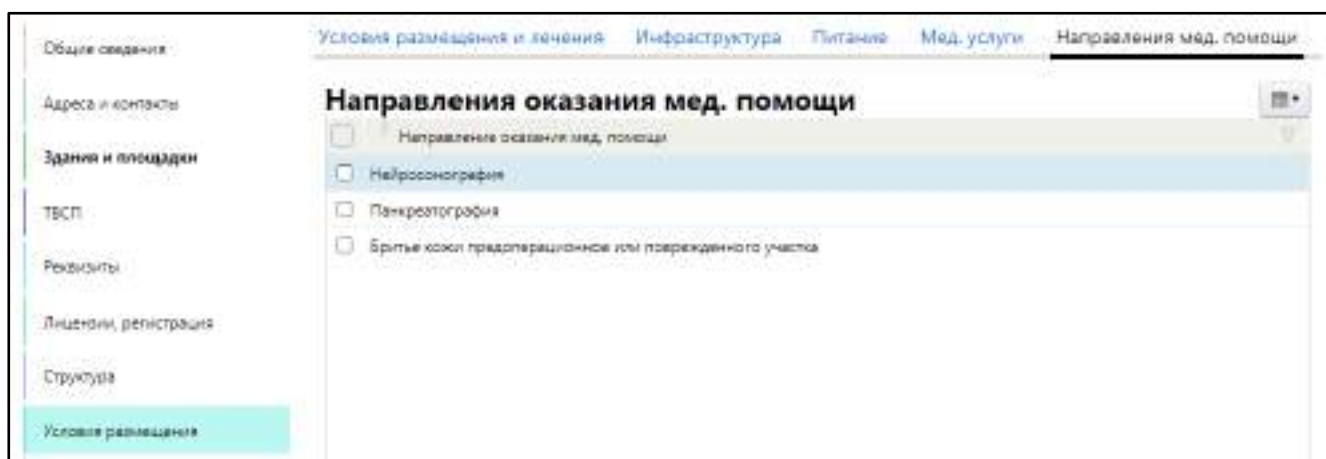 Общие сведения
Адреса и контакты
Здания и площадки
ТВСП
Реквизиты
Лицензии, регистрация
Структура
Условия размещения
Условия размещения и лечения Инфраструктура Питание Мед. услуги Направления мед. помощи
Направления оказания мед. помощи
Направление оказания мед. помощи
Нейросонография
Панкреатография
Бритье кожи предоперационное или поврежденного участка